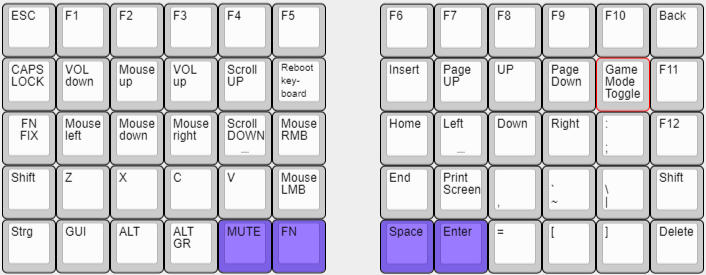 ESC F1 F2 F3 F4 F5 F6 F7 F8 F9 F10 Back
CAPS LOCK VOL down Mouse up VOL up Scroll UP Reboot key-board Insert Page UP UP Page Down Game Mode Toggle F11
FN FIX Mouse left Mouse down Mouse right Scroll DOWN _ Mouse RMB Home Left _ Down Right : ; F12
Shift Z X C V Mouse LMB End Print Screen , ` ~ \ | Shift
Strg GUI ALT ALT GR MUTE FN Space Enter = [ ] Delete